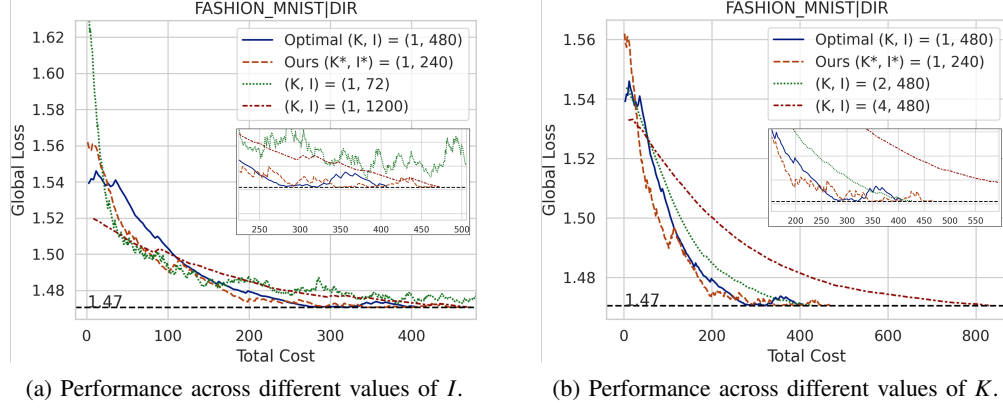 FASHION_MNIST|DIR
1.62
1.60
1.58
1.56
1.54
1.52
1.50
1.48
Global Loss
Optimal (K, I) = (1, 480)
Ours (K*, I*) = (1, 240)
(K, I) = (1, 72)
(K, I) = (1, 1200)
250 300 350 400 450 500
1.47
0 100 200 300 400
Total Cost
(a) Performance across different values of I.
FASHION_MNIST|DIR
1.56
1.54
1.52
1.50
1.48
Global Loss
Optimal (K, I) = (1, 480)
Ours (K*, I*) = (1, 240)
(K, I) = (2, 480)
(K, I) = (4, 480)
200 250 300 350 400 450 500 550
1.47
0 200 400 600 800
Total Cost
(b) Performance across different values of K.